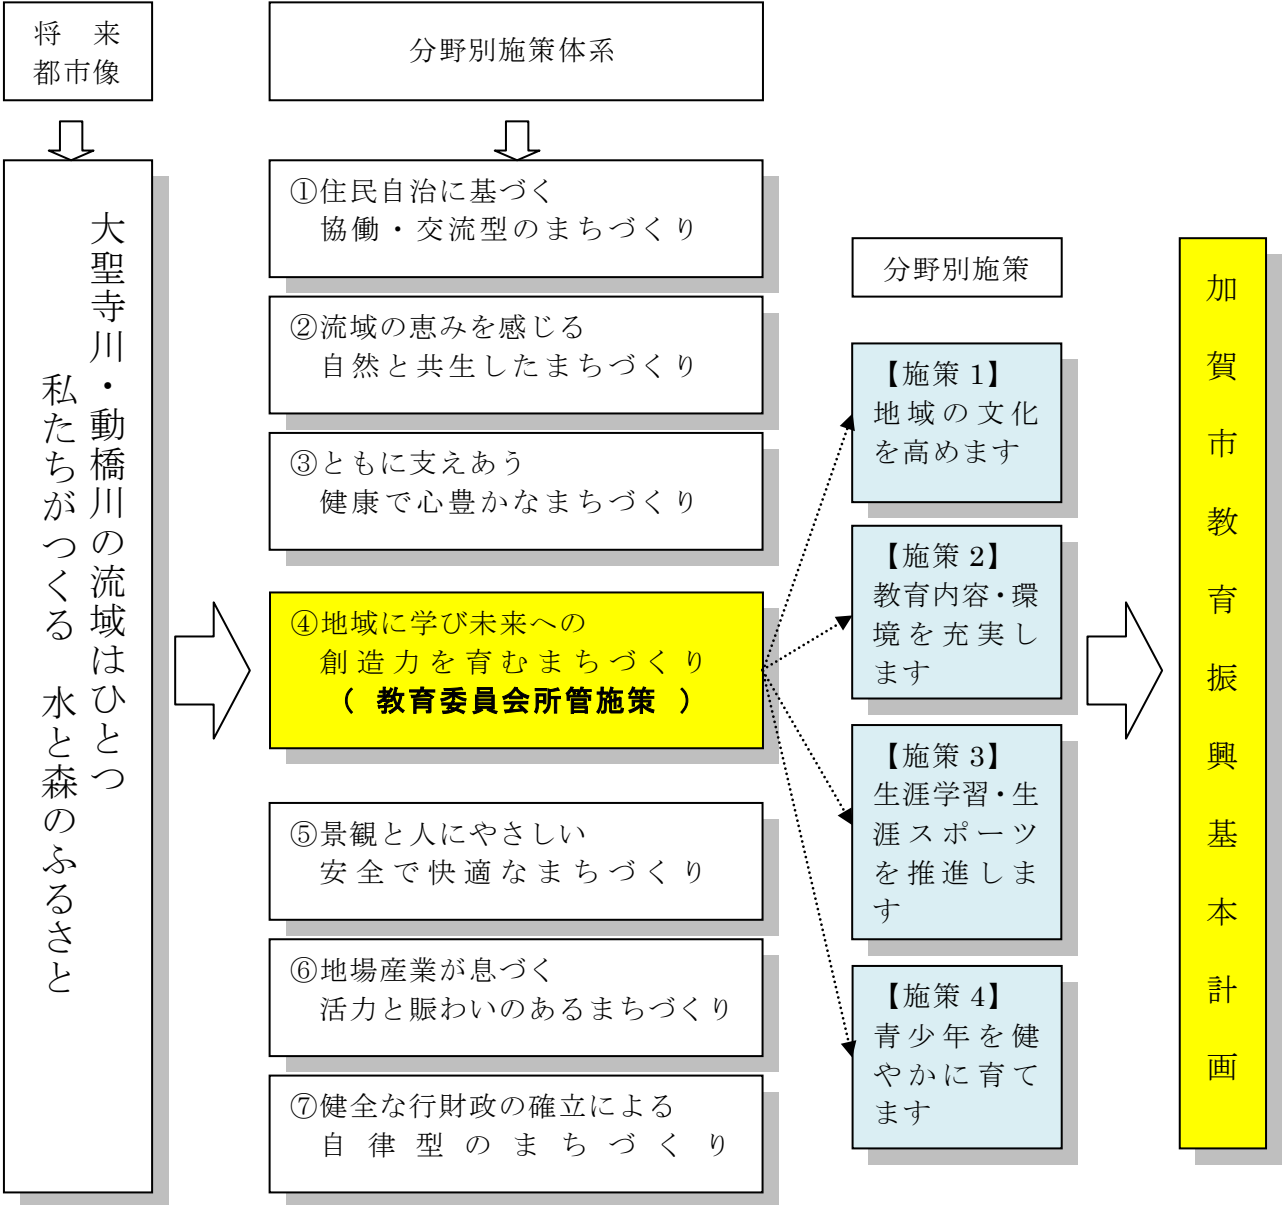 将　来
都市像
分野別施策体系
大聖寺川・動橋川の流域はひとつ
私たちがつくる　水と森のふるさと
①住民自治に基づく
協働・交流型のまちづくり
②流域の恵みを感じる
自然と共生したまちづくり
③ともに支えあう
健康で心豊かなまちづくり
④地域に学び未来への
創造力を育むまちづくり
（ 教育委員会所管施策 ）
⑤景観と人にやさしい
安全で快適なまちづくり
⑥地場産業が息づく
活力と賑わいのあるまちづくり
⑦健全な行財政の確立による
自律型のまちづくり
分野別施策
【施策 1】
地域の文化
を高めます
【施策 2】
教育内容・環
境を充実し
ます
【施策 3】
生涯学習・生
涯スポーツ
を推進しま
す
【施策 4】
青少年を健
やかに育て
ます
加賀市教育振興基本計画